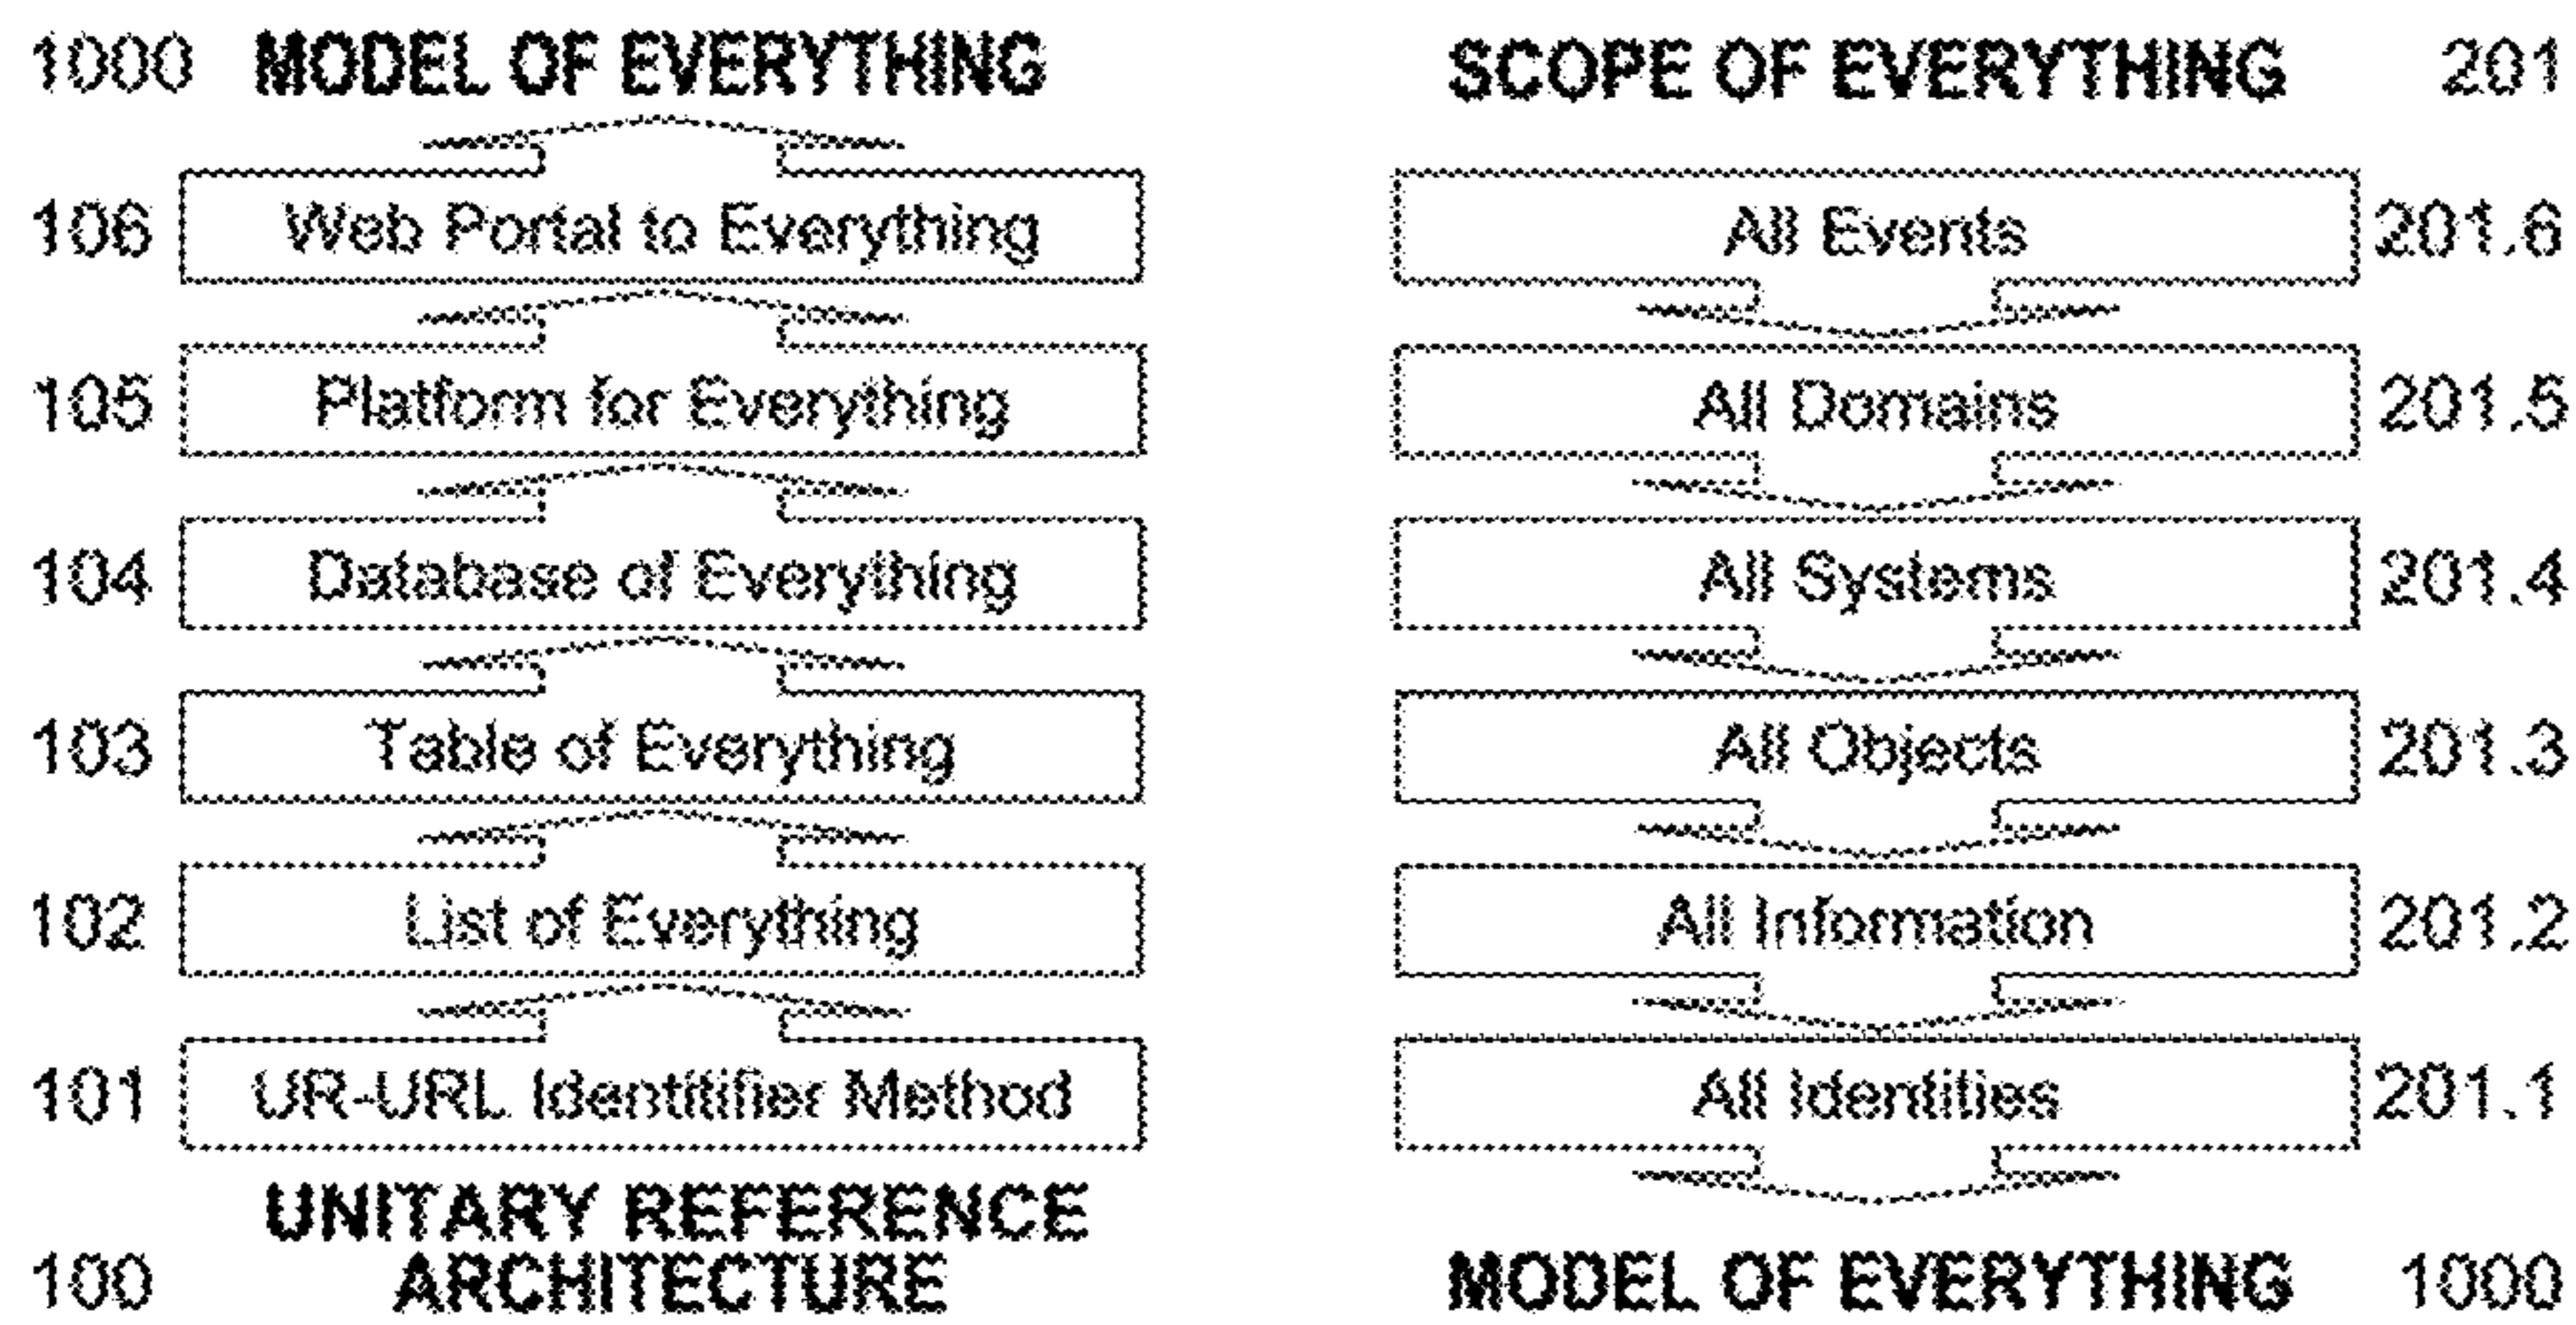 1000 MODEL OF EVERYTHING
106 Web Portal to Everything
105 Platform for Everything
104 Database of Everything
103 Table of Everything
102 List of Everything
101 UR-URL Identitifier Method
UNITARY REFERENCE
100 ARCHITECTURE
SCOPE OF EVERYTHING 201
All Events 201.6
All Domains 201.5
All Systems 201.4
All Objects 201.3
All Information 201.2
All Identities 201.1
MODEL OF EVERYTHING 1000